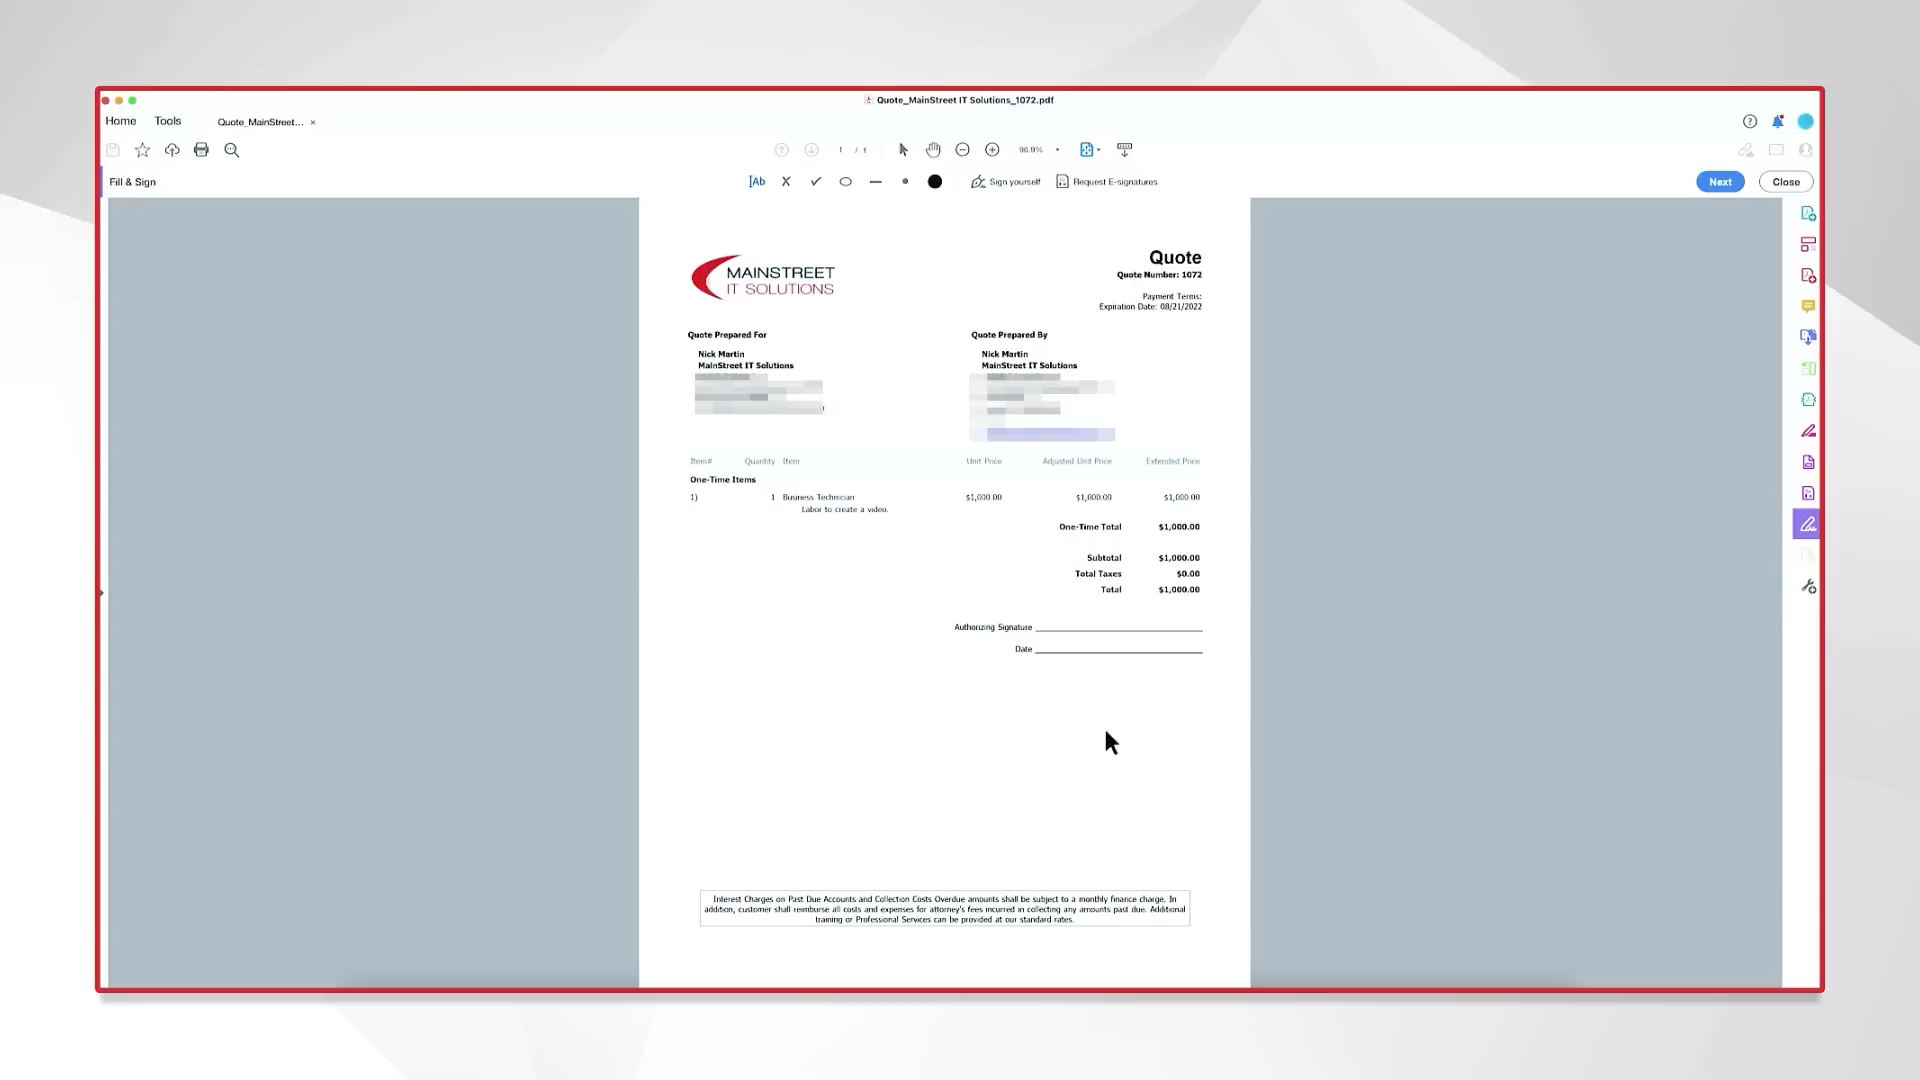 Quote_MainStreet IT Solutions_1072.pdf
Home Tools Quote_MainStreet... ×
1 / 1 96.9%
Fill & Sign Ab Sign yourself Request E-signatures Next Close
MAINSTREET
IT SOLUTIONS
Quote
Quote Number: 1072
Payment Terms:
Expiration Date: 08/21/2022
Quote Prepared For
Nick Martin
MainStreet IT Solutions
Quote Prepared By
Nick Martin
MainStreet IT Solutions
Item# Quantity Item Unit Price Adjusted Unit Price Extended Price
One-Time Items
1) 1 Business Technician $1,000.00 $1,000.00 $1,000.00
Labor to create a video.
One-Time Total $1,000.00
Subtotal $1,000.00
Total Taxes $0.00
Total $1,000.00
Authorizing Signature
Date
Interest Charges on Past Due Accounts and Collection Costs Overdue amounts shall be subject to a monthly finance charge. In
addition, customer shall reimburse all costs and expenses for attorney's fees incurred in collecting any amounts past due. Additional
training or Professional Services can be provided at our standard rates.